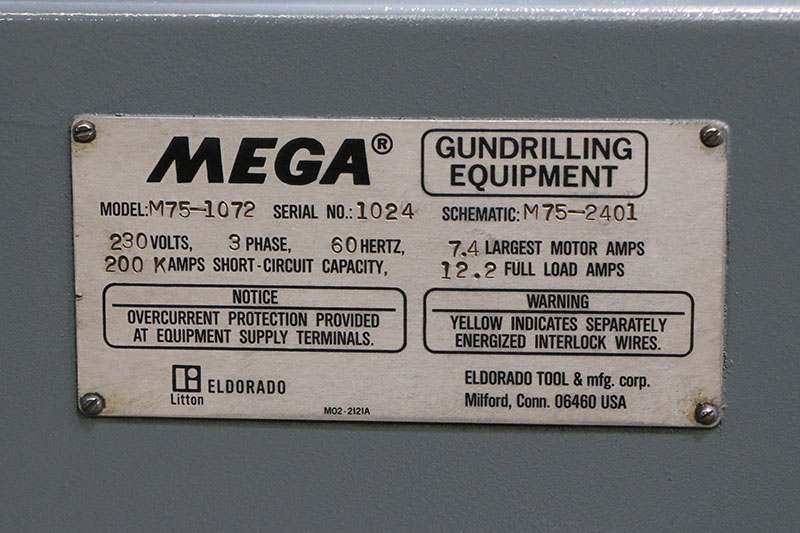 MEGA®
GUNDRILLING
EQUIPMENT
MODEL: M75-1072 SERIAL NO.: 1024 SCHEMATIC: M75-2401
230 VOLTS, 3 PHASE, 60 HERTZ, 7.4 LARGEST MOTOR AMPS
200 K AMPS SHORT-CIRCUIT CAPACITY, 12.2 FULL LOAD AMPS
NOTICE
OVERCURRENT PROTECTION PROVIDED
AT EQUIPMENT SUPPLY TERMINALS.
WARNING
YELLOW INDICATES SEPARATELY
ENERGIZED INTERLOCK WIRES.
Litton
ELDORADO
M02-2121A
ELDORADO TOOL & mfg. corp.
Milford, Conn. 06460 USA